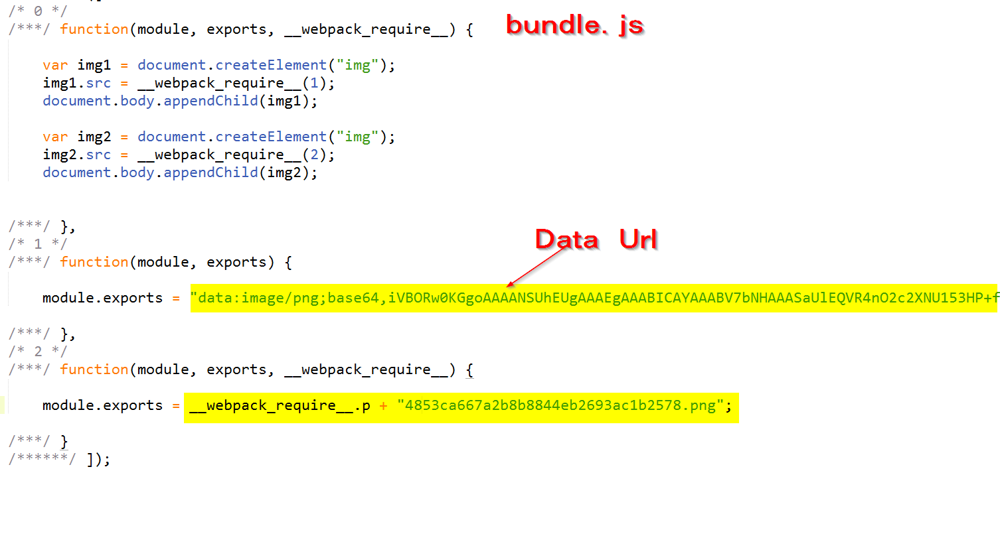 /* 0 */
/***/ function(module, exports, __webpack_require__) {
bundle. js
var img1 = document.createElement("img");
img1.src = __webpack_require__(1);
document.body.appendChild(img1);
var img2 = document.createElement("img");
img2.src = __webpack_require__(2);
document.body.appendChild(img2);
/***/ },
/* 1 */
Data Url
/***/ function(module, exports) {
module.exports = "data:image/png;base64,iVBORw0KGgoAAAANSUhEUgAAAEgAAABICAYAAABV7bNHAAASaUlEQVR4nO2c2XNU153HP+f
/***/ },
/* 2 */
/***/ function(module, exports, __webpack_require__) {
module.exports = __webpack_require__.p + "4853ca667a2b8b8844eb2693ac1b2578.png";
/***/ }
/******/ ]);